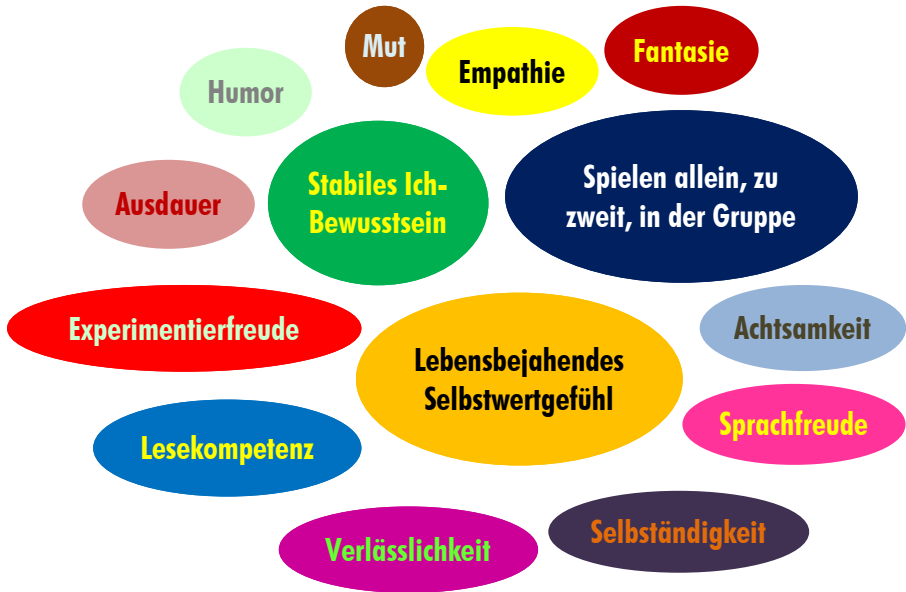 Mut
Empathie
Fantasie
Humor
Stabiles Ich-
Bewusstsein
Spielen allein, zu
zweit, in der Gruppe
Ausdauer
Experimentierfreude
Lebensbejahendes
Selbstwertgefühl
Achtsamkeit
Lesekompetenz
Sprachfreude
Verlässlichkeit
Selbständigkeit